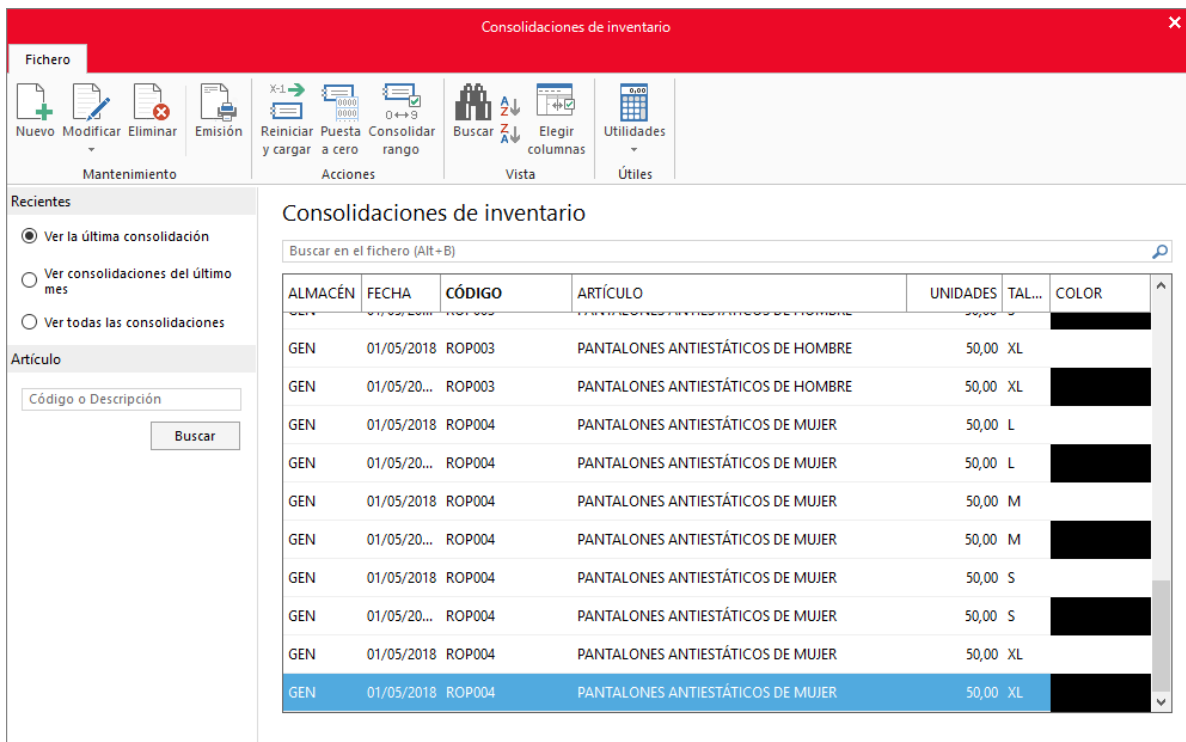 Consolidaciones de inventario
Fichero
Nuevo Modificar Eliminar Emisión
X-1
0000
0000
0↔9
Reiniciar y cargar
Puesta a cero
Consolidar rango
Buscar
A
Z
Z
A
Elegir columnas
0,00
Utilidades
Mantenimiento Acciones Vista Útiles
Recientes
Ver la última consolidación
Ver consolidaciones del último
mes
Ver todas las consolidaciones
Artículo
Código o Descripción
Buscar
Consolidaciones de inventario
Buscar en el fichero (Alt+B)
ALMACÉN FECHA CÓDIGO ARTÍCULO UNIDADES TAL... COLOR
GEN 01/05/2018 ROP003 PANTALONES ANTIESTÁTICOS DE HOMBRE 50,00 XL
GEN 01/05/20... ROP003 PANTALONES ANTIESTÁTICOS DE HOMBRE 50,00 XL
GEN 01/05/2018 ROP004 PANTALONES ANTIESTÁTICOS DE MUJER 50,00 L
GEN 01/05/20... ROP004 PANTALONES ANTIESTÁTICOS DE MUJER 50,00 L
GEN 01/05/2018 ROP004 PANTALONES ANTIESTÁTICOS DE MUJER 50,00 M
GEN 01/05/20... ROP004 PANTALONES ANTIESTÁTICOS DE MUJER 50,00 M
GEN 01/05/2018 ROP004 PANTALONES ANTIESTÁTICOS DE MUJER 50,00 S
GEN 01/05/20... ROP004 PANTALONES ANTIESTÁTICOS DE MUJER 50,00 S
GEN 01/05/2018 ROP004 PANTALONES ANTIESTÁTICOS DE MUJER 50,00 XL
GEN 01/05/2018 ROP004 PANTALONES ANTIESTÁTICOS DE MUJER 50,00 XL